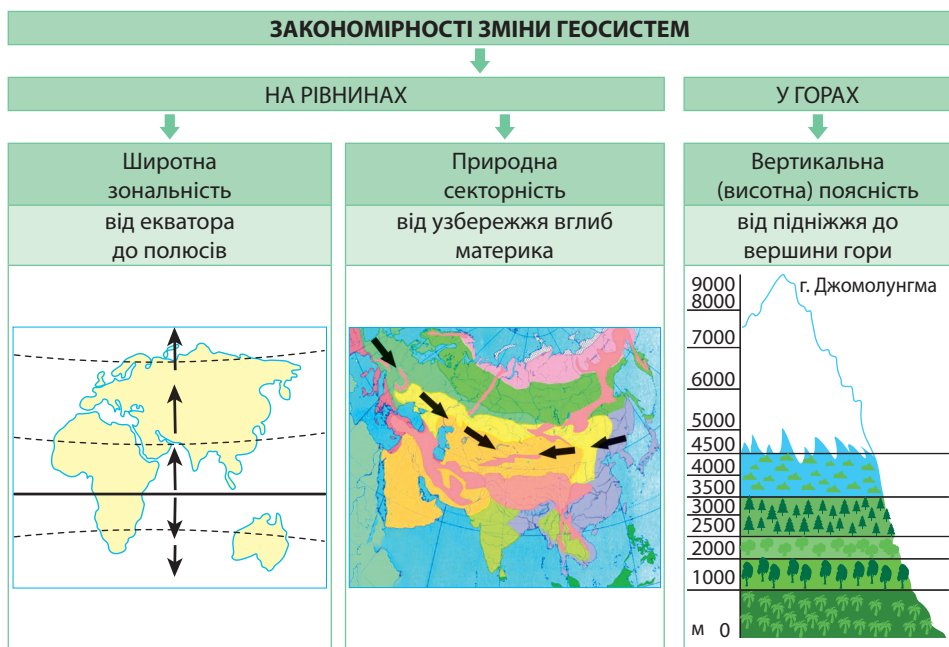 ЗАКОНОМІРНОСТІ ЗМІНИ ГЕОСИСТЕМ
НА РІВНИНАХ
У ГОРАХ
Широтна
зональність
від екватора
до полюсів
Природна
секторність
від узбережжя вглиб
материка
Вертикальна
(висотна) поясність
від підніжжя до
вершини гори
г. Джомолунгма
9000
8000
7000
6000
5000
4500
4000
3500
3000
2500
2000
1000
м 0